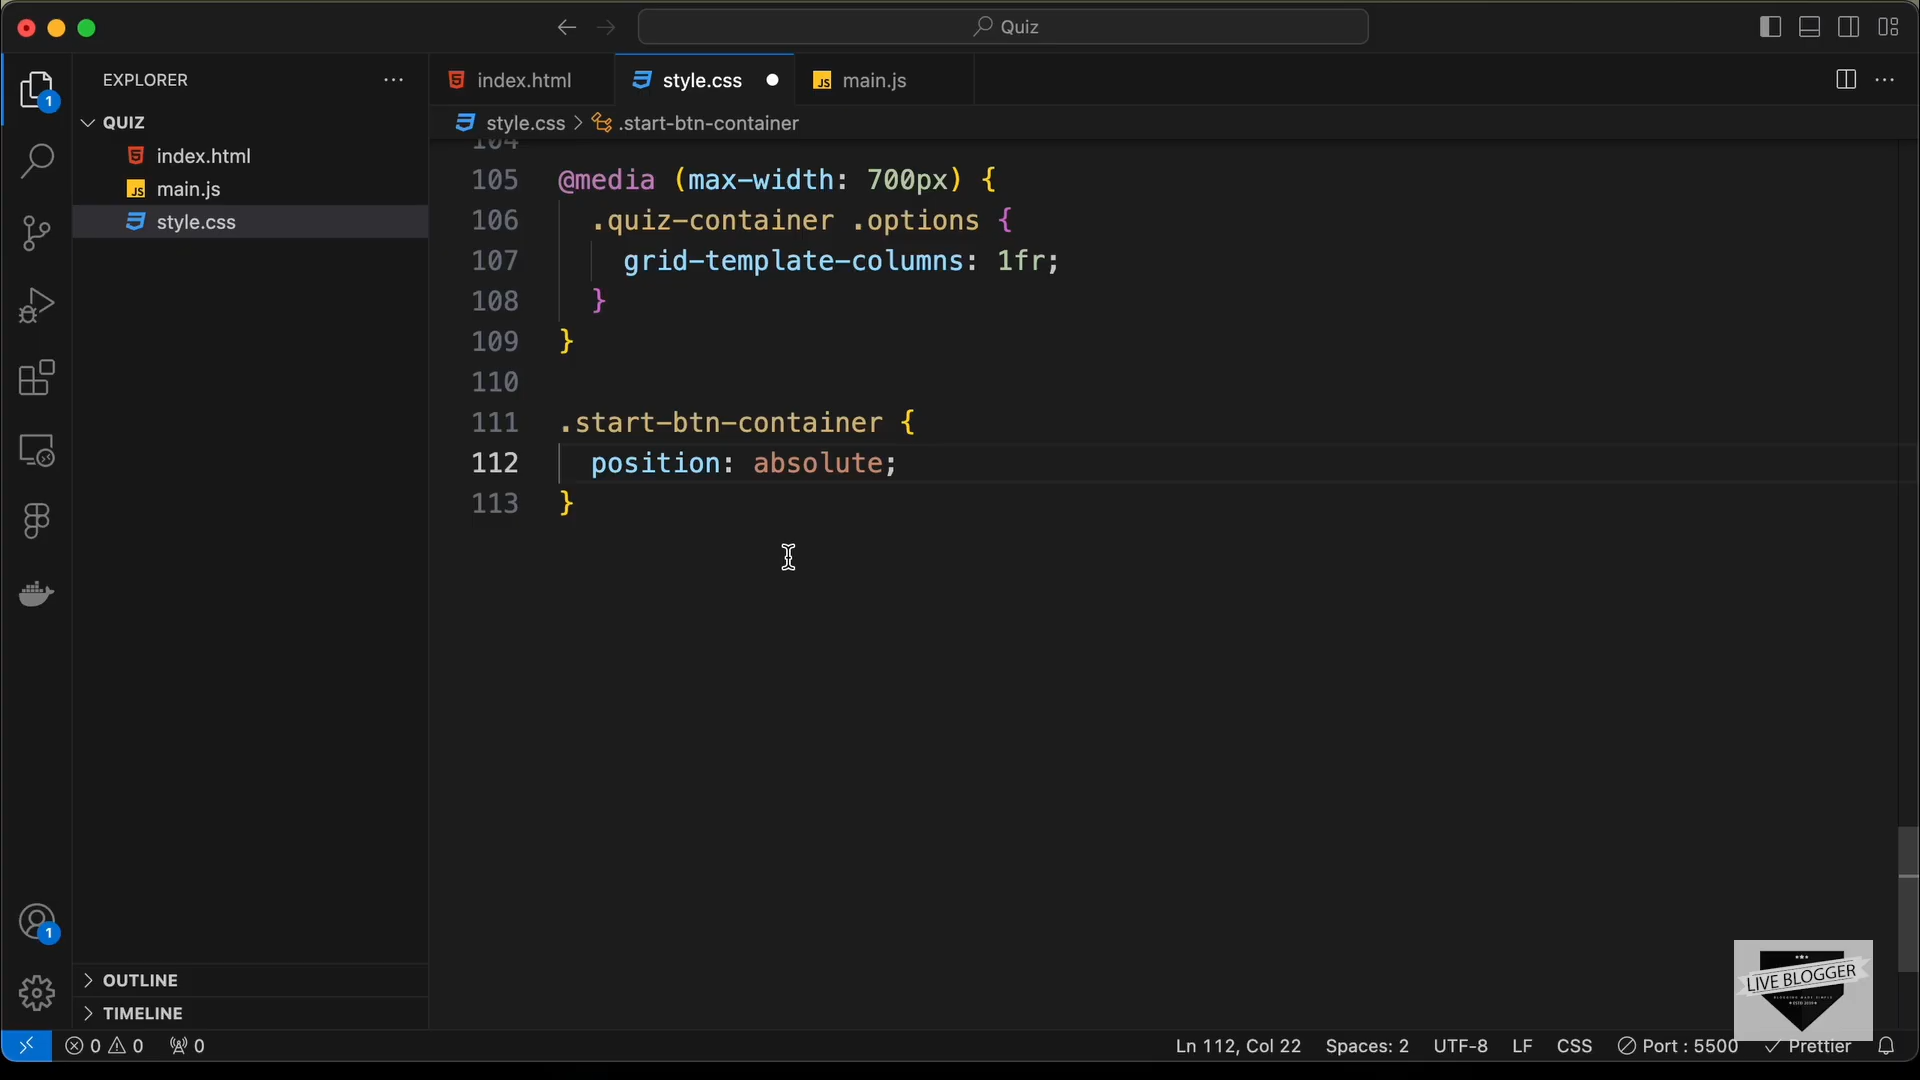 Quiz
EXPLORER
index.html
style.css
main.js
QUIZ
style.css > .start-btn-container
index.html
main.js
style.css
104
105 @media (max-width: 700px) {
106 .quiz-container .options {
107 grid-template-columns: 1fr;
108 }
109 }
110
111 .start-btn-container {
112 position: absolute;
113 }
1
1
OUTLINE
TIMELINE
LIVE BLOGGER
0 0 0
Ln 112, Col 22 Spaces: 2 UTF-8 LF CSS Port : 5500 Prettier